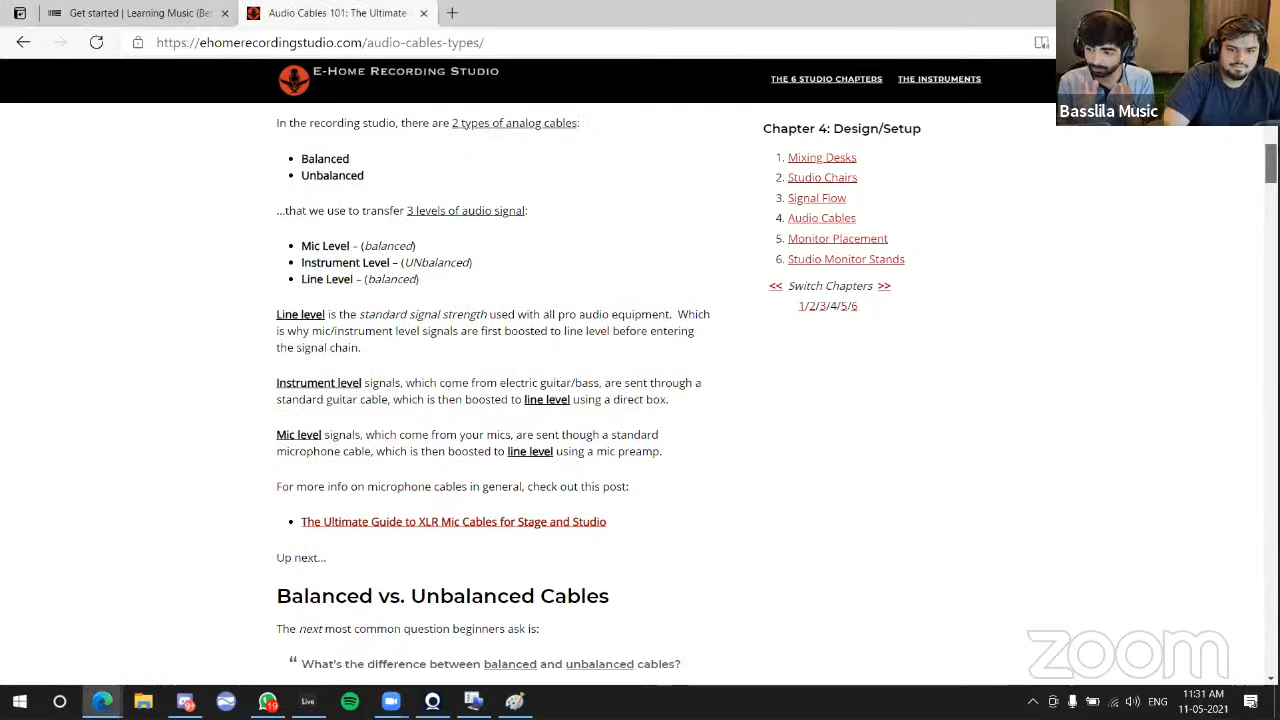 Get started | Melodics Music (Be
Audio Cables 101: The Ultimate
https://ehomerecordingstudio.com/audio-cables-types/
E-HOME RECORDING STUDIO
THE 6 STUDIO CHAPTERS
THE INSTRUMENTS
Basslila Music
In the recording studio, there are 2 types of analog cables:
• Balanced
• Unbalanced
…that we use to transfer 3 levels of audio signal:
• Mic Level – (balanced)
• Instrument Level – (UNbalanced)
• Line Level – (balanced)
Line level is the standard signal strength used with all pro audio equipment. Which
is why mic/instrument level signals are first boosted to line level before entering
the signal chain.
Instrument level signals, which come from electric guitar/bass, are sent through a
standard guitar cable, which is then boosted to line level using a direct box.
Mic level signals, which come from your mics, are sent though a standard
microphone cable, which is then boosted to line level using a mic preamp.
For more info on microphone cables in general, check out this post:
• The Ultimate Guide to XLR Mic Cables for Stage and Studio
Up next…
Balanced vs. Unbalanced Cables
The next most common question beginners ask is:
“ What's the difference between balanced and unbalanced cables?
Chapter 4: Design/Setup
1. Mixing Desks
2. Studio Chairs
3. Signal Flow
4. Audio Cables
5. Monitor Placement
6. Studio Monitor Stands
<< Switch Chapters >>
1/2/3/4/5/6
zoom
9+
19
Live
ENG
11:31 AM
11-05-2021